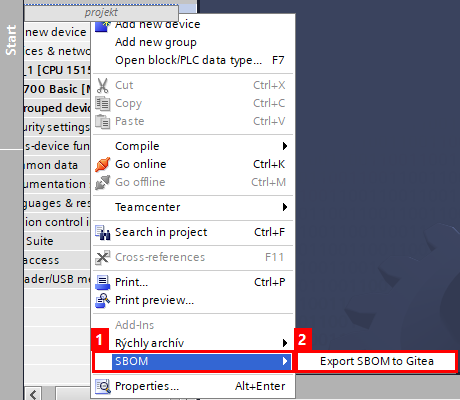 Start
projekt
new device
ces & netwo
_1 [CPU 151
700 Basic [M
rouped devic
urity settings
s-device fun
mon data
umentation
guages & res
ion control i
Suite
access
ader/USB me
Add new device
Add new group
Open block/PLC data type... F7
Cut Ctrl+X
Copy Ctrl+C
Paste Ctrl+V
Compile
Go online Ctrl+K
Go offline Ctrl+M
Teamcenter
Search in project Ctrl+F
Cross-references F11
Print... Ctrl+P
Print preview...
Add-Ins
1
Rýchly archív
SBOM
2
Export SBOM to Gitea
Properties... Alt+Enter